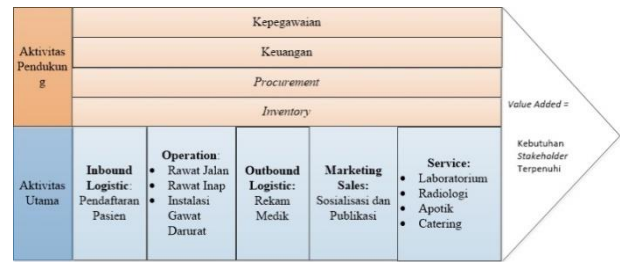 Aktivitas
Pendukun
g
Kepegawaian
Keuangan
Procurement
Inventory
Value Added =
Kebutuhan
Stakeholder
Terpenuhi
Aktivitas
Utama
Inbound
Logistic:
Pendaftaran
Pasien
Operation:
• Rawat Jalan
• Rawat Inap
• Instalasi
Gawat
Darurat
Outbound
Logistic:
Rekam
Medik
Marketing
Sales:
Sosialisasi dan
Publikasi
Service:
• Laboratorium
• Radiologi
• Apotik
• Catering